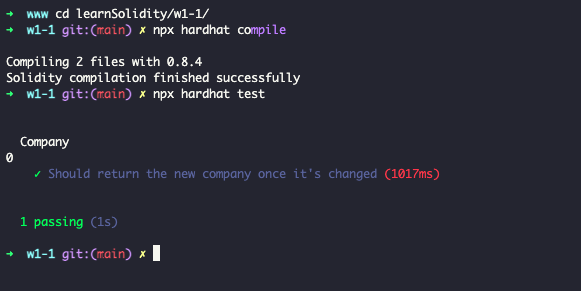 ➜ www cd learnSolidity/w1-1/
➜ w1-1 git:(main) ✗ npx hardhat compile
Compiling 2 files with 0.8.4
Solidity compilation finished successfully
➜ w1-1 git:(main) ✗ npx hardhat test
Company
0
✓ Should return the new company once it's changed (1017ms)
1 passing (1s)
➜ w1-1 git:(main) ✗